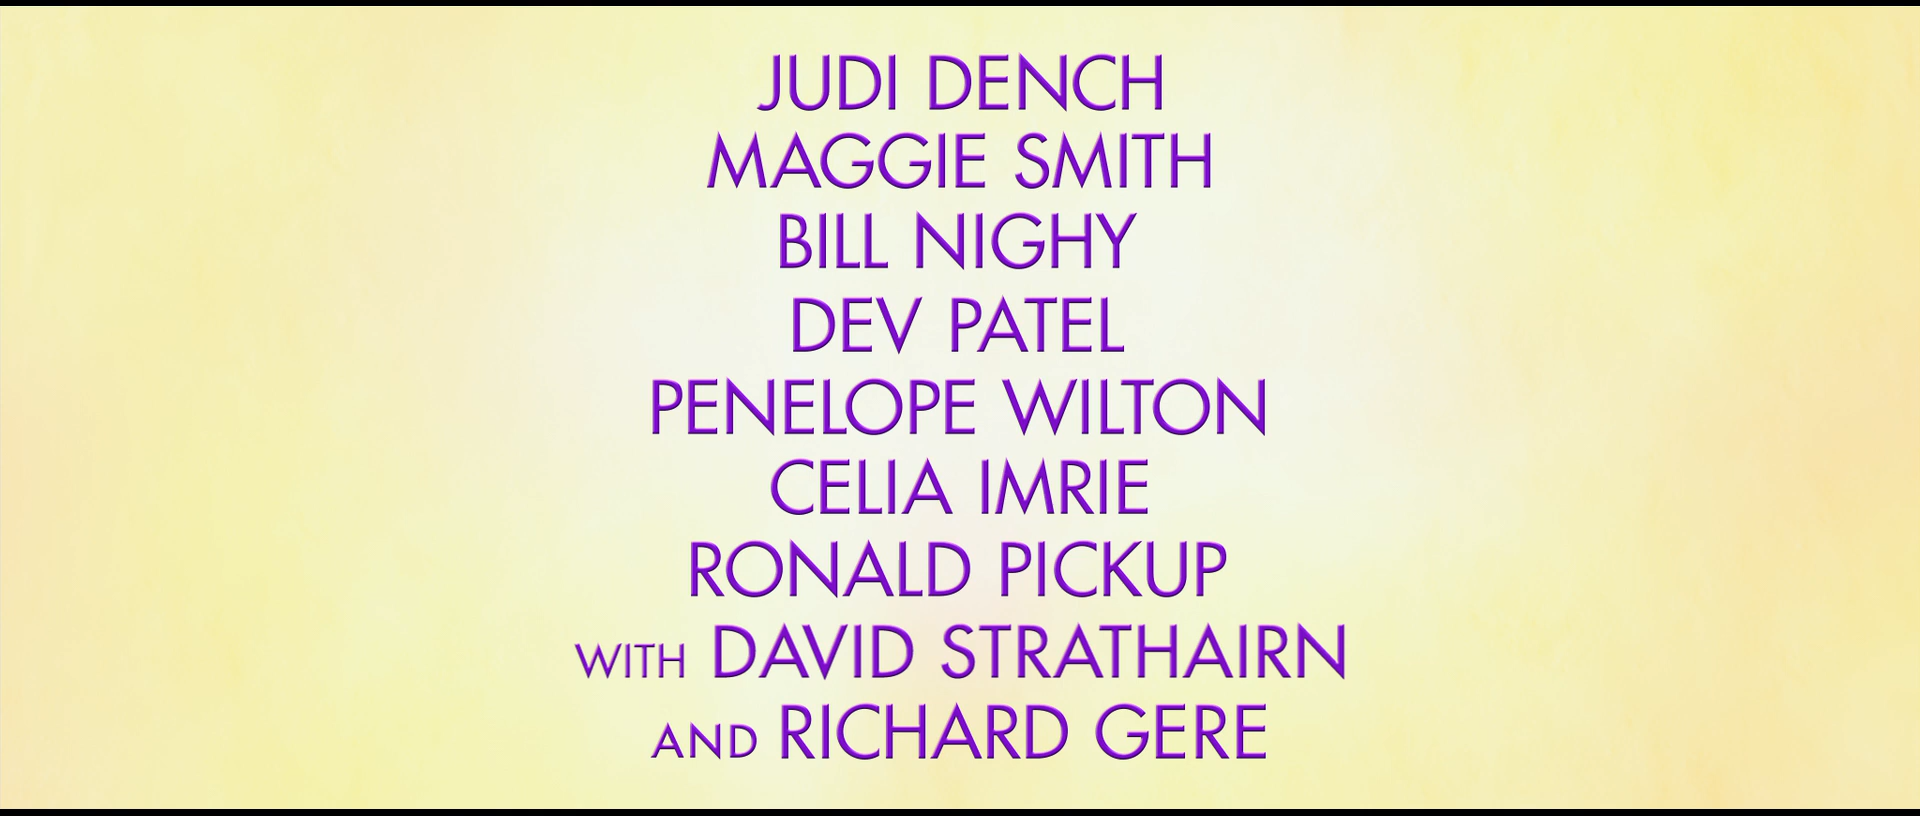 JUDI DENCH
MAGGIE SMITH
BILL NIGHY
DEV PATEL
PENELOPE WILTON
CELIA IMRIE
RONALD PICKUP
WITH DAVID STRATHAIRN
AND RICHARD GERE